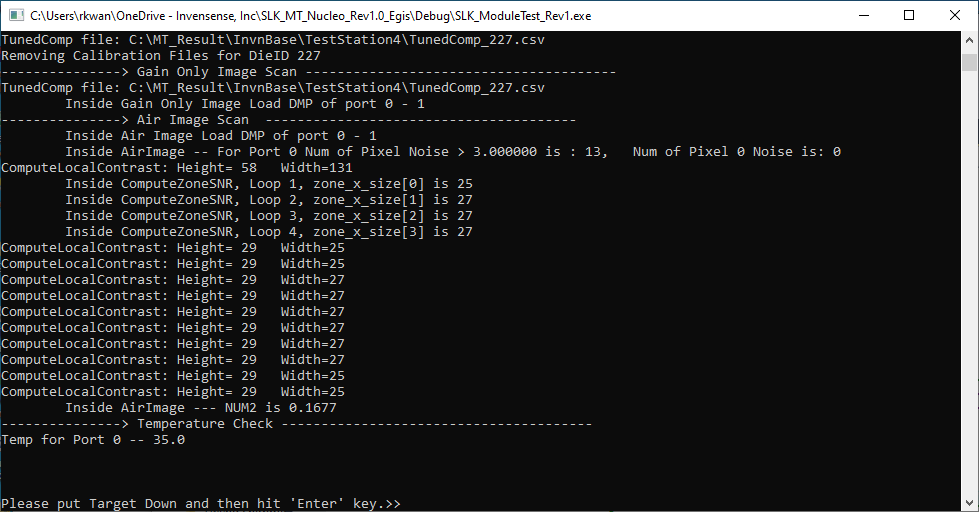 C:\Users\rkwan\OneDrive - Invensense, Inc\SLK_MT_Nucleo_Rev1.0_Egis\Debug\SLK_ModuleTest_Rev1.exe
TunedComp file: C:\MT_Result\InvnBase\TestStation4\TunedComp_227.csv
Removing Calibration Files for DieID 227
---------------> Gain Only Image Scan ---------------------------------------
TunedComp file: C:\MT_Result\InvnBase\TestStation4\TunedComp_227.csv
        Inside Gain Only Image Load DMP of port 0 - 1
---------------> Air Image Scan  ---------------------------------------
        Inside Air Image Load DMP of port 0 - 1
        Inside AirImage -- For Port 0 Num of Pixel Noise > 3.000000 is : 13,   Num of Pixel 0 Noise is: 0
ComputeLocalContrast: Height= 58   Width=131
        Inside ComputeZoneSNR, Loop 1, zone_x_size[0] is 25
        Inside ComputeZoneSNR, Loop 2, zone_x_size[1] is 27
        Inside ComputeZoneSNR, Loop 3, zone_x_size[2] is 27
        Inside ComputeZoneSNR, Loop 4, zone_x_size[3] is 27
ComputeLocalContrast: Height= 29   Width=25
ComputeLocalContrast: Height= 29   Width=25
ComputeLocalContrast: Height= 29   Width=27
ComputeLocalContrast: Height= 29   Width=27
ComputeLocalContrast: Height= 29   Width=27
ComputeLocalContrast: Height= 29   Width=27
ComputeLocalContrast: Height= 29   Width=27
ComputeLocalContrast: Height= 29   Width=27
ComputeLocalContrast: Height= 29   Width=25
ComputeLocalContrast: Height= 29   Width=25
        Inside AirImage --- NUM2 is 0.1677
---------------> Temperature Check ---------------------------------------
Temp for Port 0 -- 35.0
Please put Target Down and then hit 'Enter' key.>>